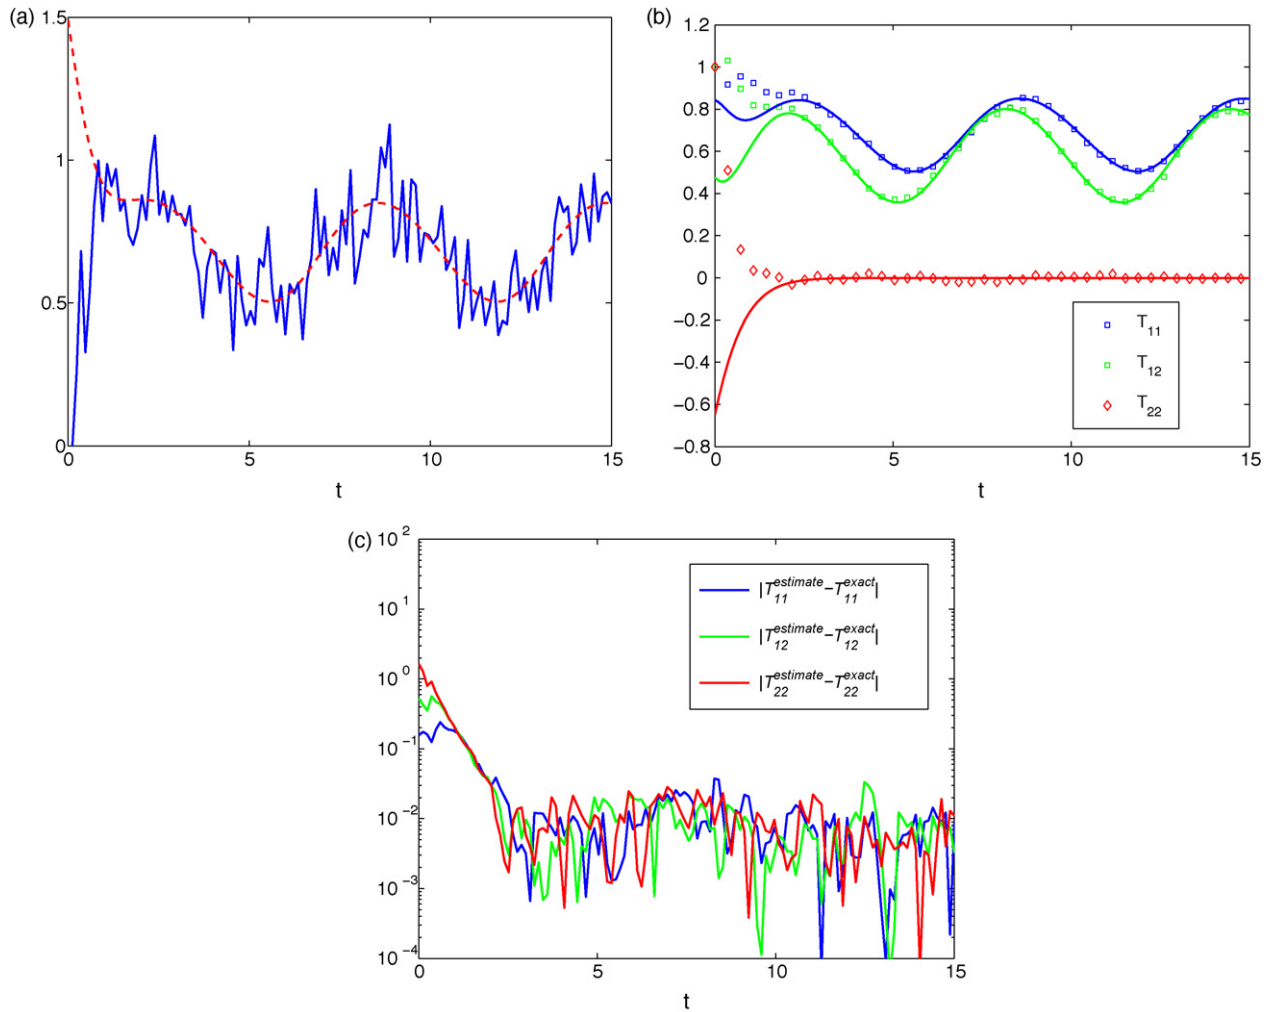 (a)
1.5
1
0.5
0
0
5
10
15
t
(b)
1.2
1
0.8
0.6
0.4
0.2
0
−0.2
−0.4
−0.6
−0.8
0
5
10
15
t
T11
T12
T22
(c)
10^2
10^1
10^0
10^−1
10^−2
10^−3
10^−4
0
5
10
15
t
|T11^estimate−T11^exact|
|T12^estimate−T12^exact|
|T22^estimate−T22^exact|